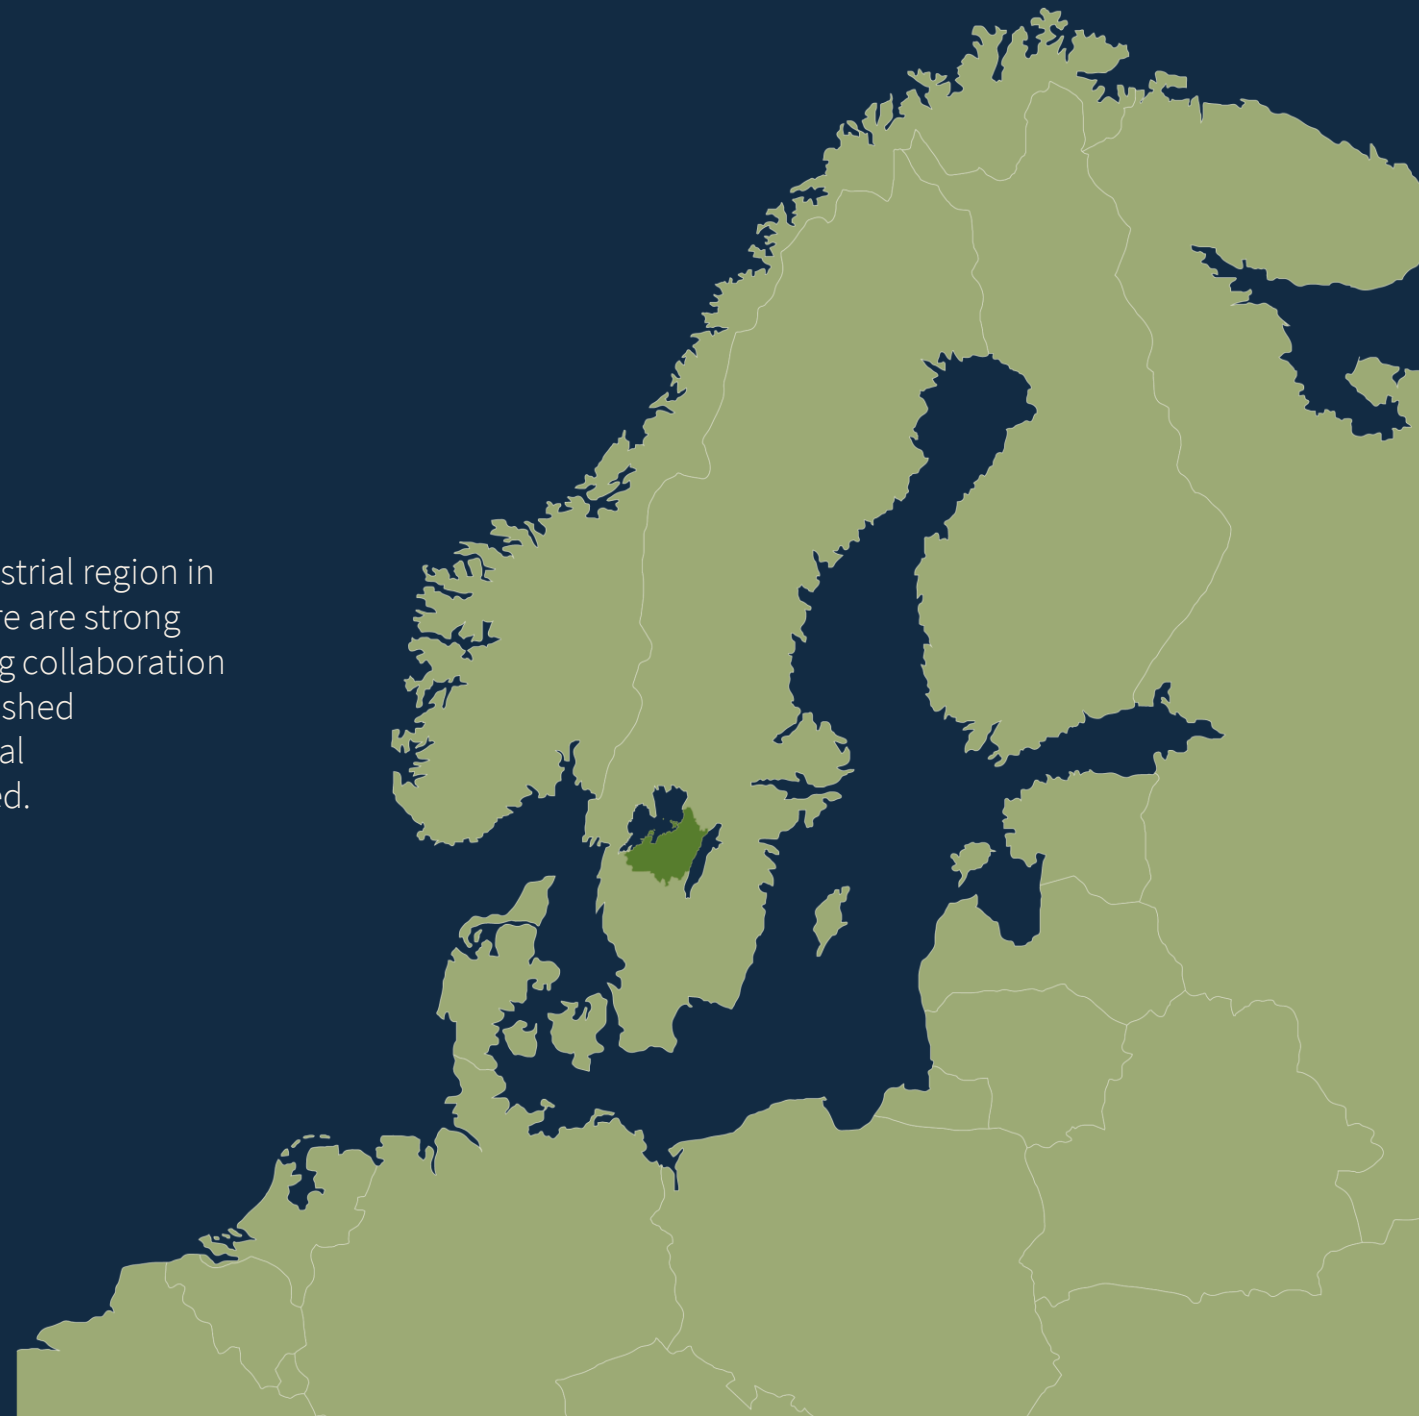 strial region in
re are strong
g collaboration
shed
al
ed.